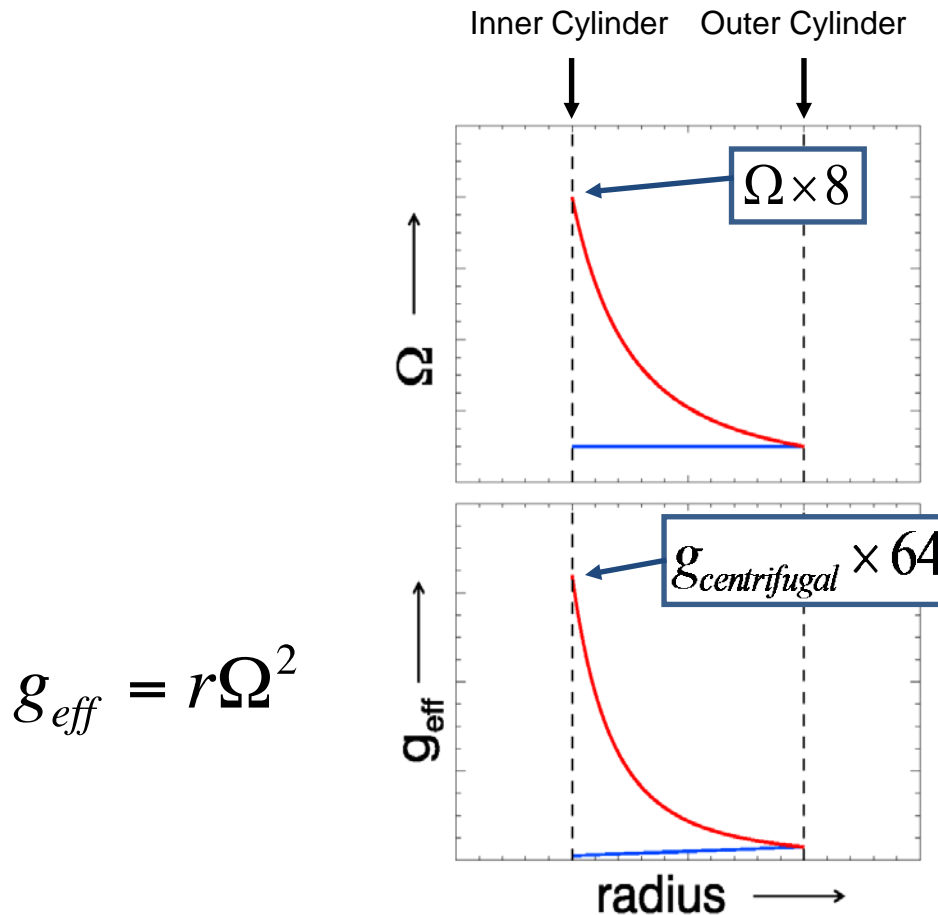 Inner Cylinder Outer Cylinder
Ω × 8
Ω
g_centrifugal × 64
g_eff
g_eff = rΩ²
radius